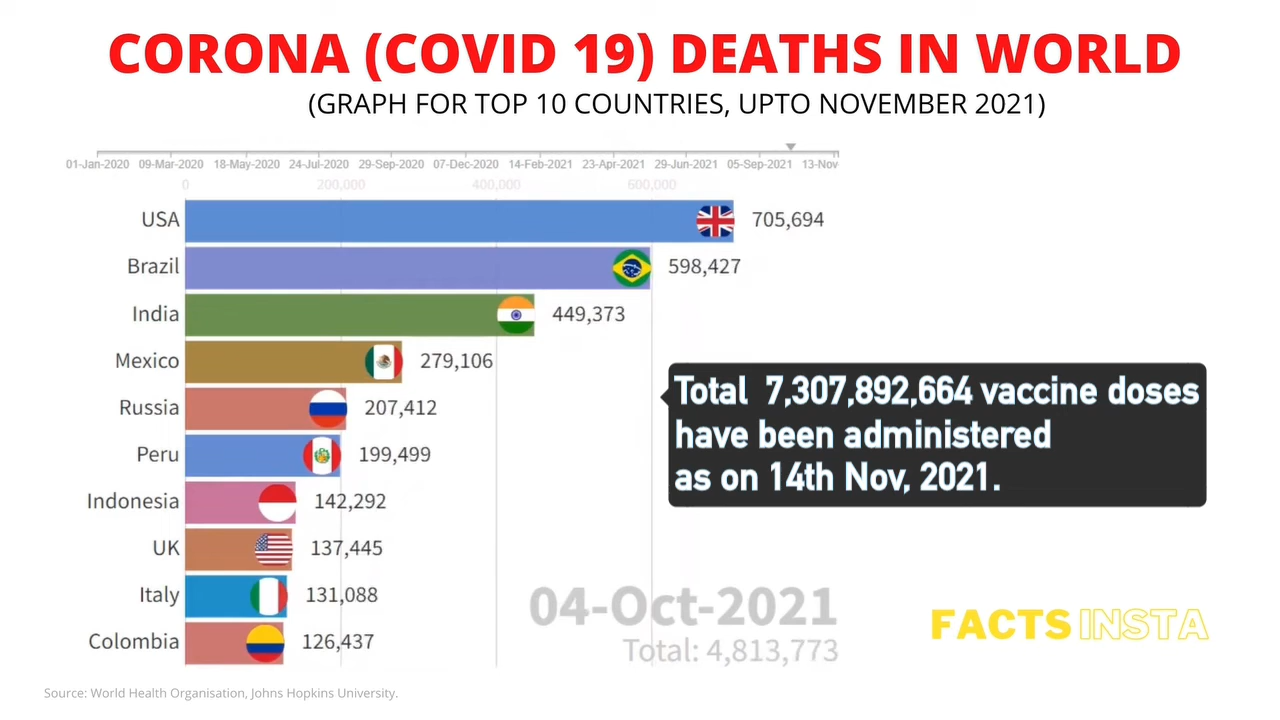 CORONA (COVID 19) DEATHS IN WORLD
(GRAPH FOR TOP 10 COUNTRIES, UPTO NOVEMBER 2021)
01-Jan-2020 09-Mar-2020 18-May-2020 24-Jul-2020 29-Sep-2020 07-Dec-2020 14-Feb-2021 23-Apr-2021 29-Jun-2021 05-Sep-2021 13-Nov
0 200,000 400,000 600,000
USA 705,694
Brazil 598,427
India 449,373
Mexico 279,106
Russia 207,412
Peru 199,499
Indonesia 142,292
UK 137,445
Italy 131,088
Colombia 126,437
Total 7,307,892,664 vaccine doses
have been administered
as on 14th Nov, 2021.
04-Oct-2021
Total: 4,813,773
FACTS INSTA
Source: World Health Organisation, Johns Hopkins University.